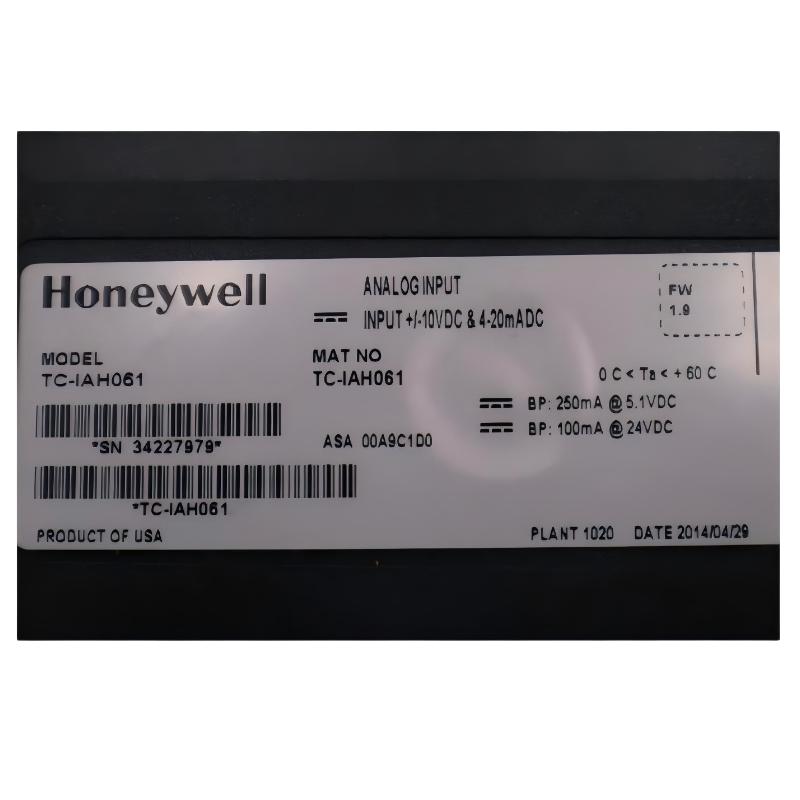 Honeywell
ANALOG INPUT
INPUT +/-10VDC & 4-20mADC
FW
1.9
MODEL
TC-IAH061
MAT NO
TC-IAH061
0 C < Ta < + 60 C
BP: 250mA @ 5.1VDC
BP: 100mA @ 24VDC
*SN 34227979*
ASA 00A9C1D0
*TC-IAH061
PRODUCT OF USA
PLANT 1020 DATE 2014/04/29